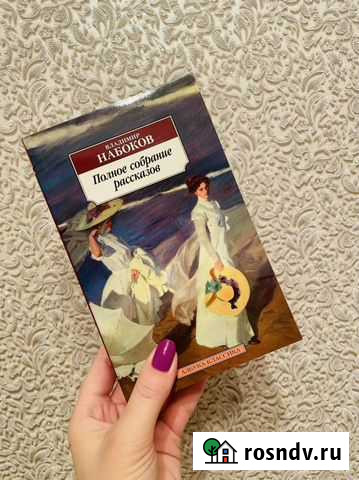 ВЛАДИМИР
НАБОКОВ
Полное собрание
рассказов
АЗБУКА-КЛАССИКА
rosndv.ru